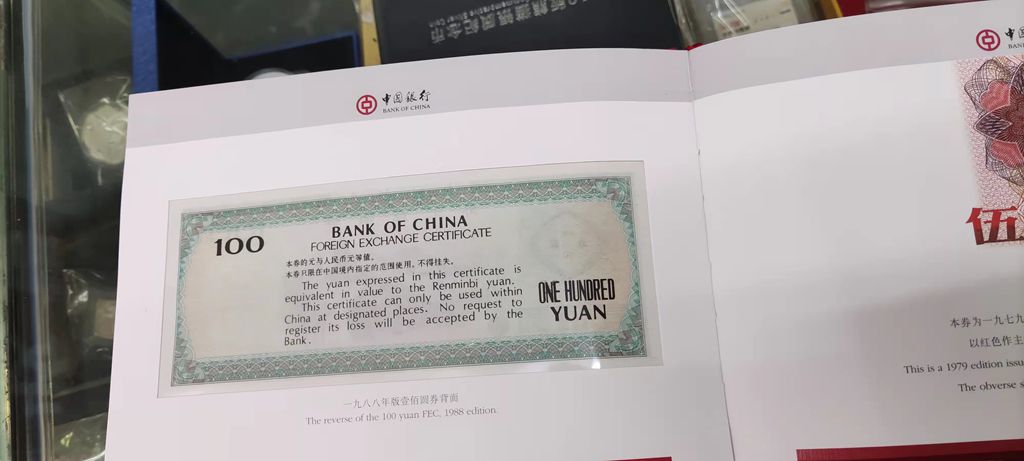 中国银行
BANK OF CHINA
100
BANK OF CHINA
FOREIGN EXCHANGE CERTIFICATE
本券的元与人民币元等值。
本券只限在中国境内指定的范围使用,不得挂失。
The yuan expressed in this certificate is
equivalent in value to the Renminbi yuan.
This certificate can only be used within
China at designated places. No request to
register its loss will be accepted by the
Bank.
ONE HUNDRED
YUAN
一九八八年版壹佰圆券背面
The reverse of the 100 yuan FEC, 1988 edition.
中
BANK
伍
本券为一九七九
以红色作主
This is a 1979 edition issu
The obverse s